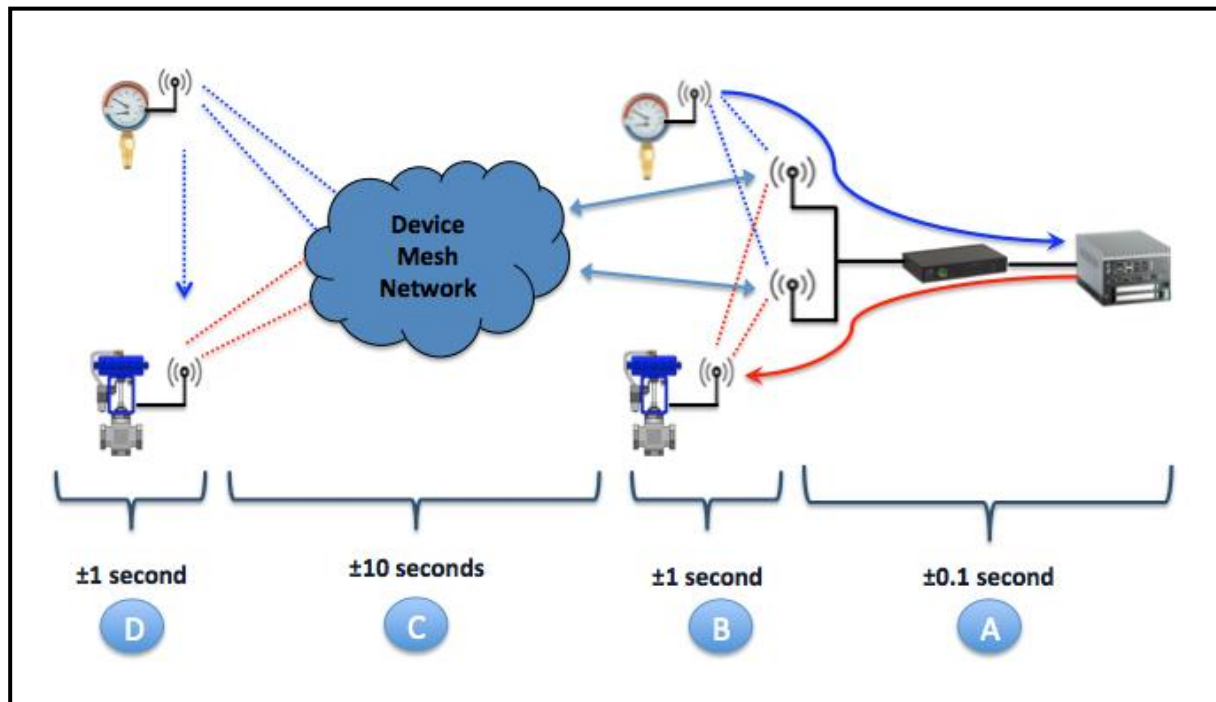 Device
Mesh
Network
±1 second
±10 seconds
±1 second
±0.1 second
D
C
B
A